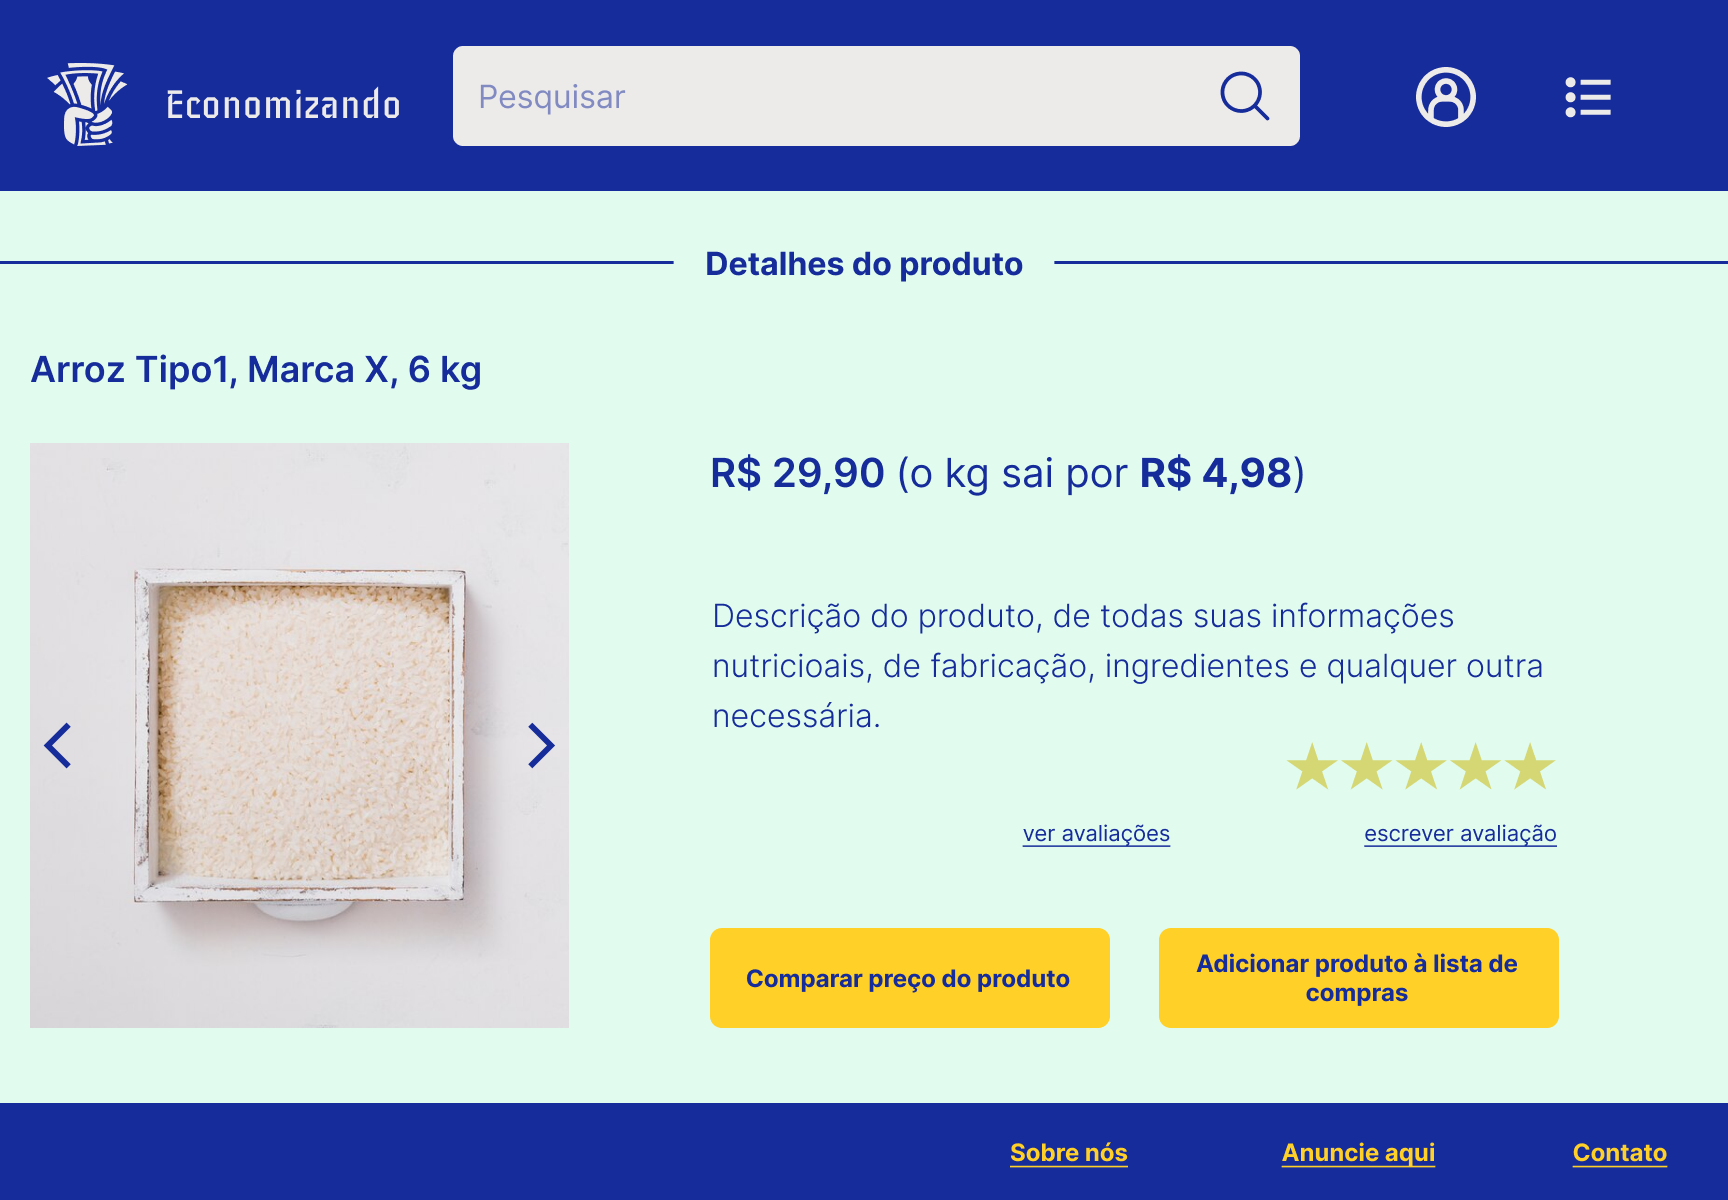 Economizando
Pesquisar
Detalhes do produto
Arroz Tipo1, Marca X, 6 kg
R$ 29,90 (o kg sai por R$ 4,98)
Descrição do produto, de todas suas informações
nutricioais, de fabricação, ingredientes e qualquer outra
necessária.
ver avaliações
escrever avaliação
Comparar preço do produto
Adicionar produto à lista de
compras
Sobre nós
Anuncie aqui
Contato